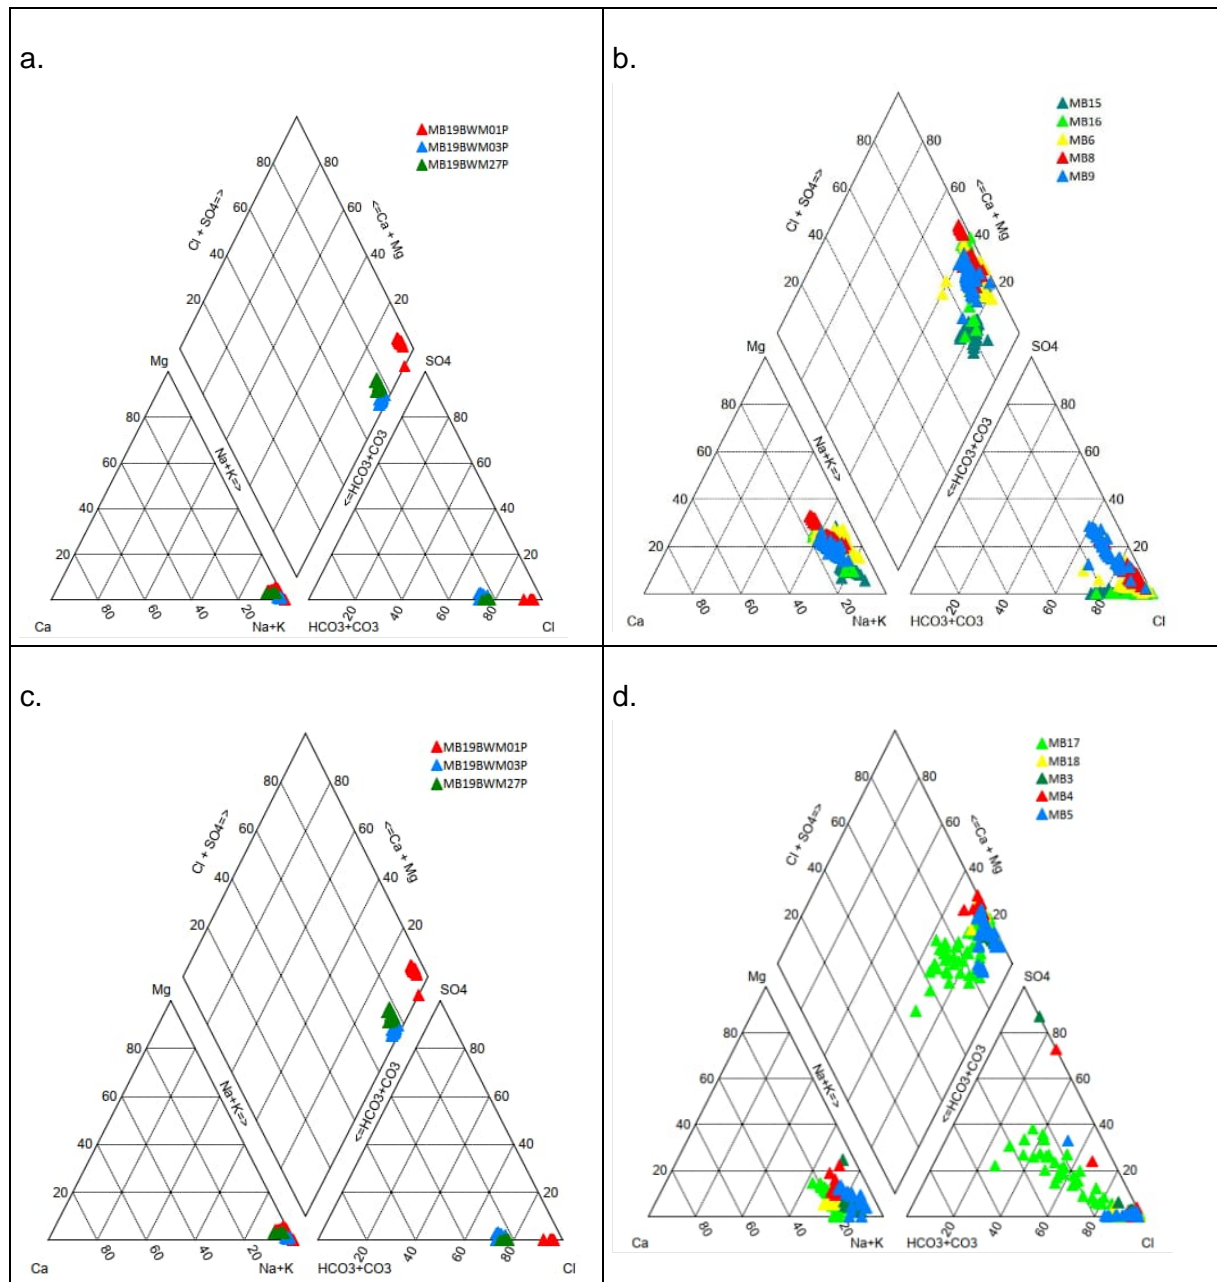 a.
MB19BWM01P
MB19BWM03P
MB19BWM27P
80 80
60 60
40 40
20 20
Cl + SO4=>
<=Ca + Mg
Mg SO4
Na+K=>
<=HCO3+CO3
80 80
60 60
40 40
20 20
80 60 40 20 20 40 60 80
Ca Na+K HCO3+CO3 Cl
b.
MB15
MB16
MB6
MB8
MB9
80 80
60 60
40 40
20 20
Cl + SO4=>
<=Ca + Mg
Mg SO4
Na+K=>
<=HCO3+CO3
80 80
60 60
40 40
20 20
80 60 40 20 20 40 60 80
Ca Na+K HCO3+CO3 Cl
c.
MB19BWM01P
MB19BWM03P
MB19BWM27P
80 80
60 60
40 40
20 20
Cl + SO4=>
<=Ca + Mg
Mg SO4
Na+K=>
<=HCO3+CO3
80 80
60 60
40 40
20 20
80 60 40 20 20 40 60 80
Ca Na+K HCO3+CO3 Cl
d.
MB17
MB18
MB3
MB4
MB5
80 80
60 60
40 40
20 20
Cl + SO4=>
<=Ca + Mg
Mg SO4
Na+K=>
<=HCO3+CO3
80 80
60 60
40 40
20 20
80 60 40 20 20 40 60 80
Ca Na+K HCO3+CO3 Cl